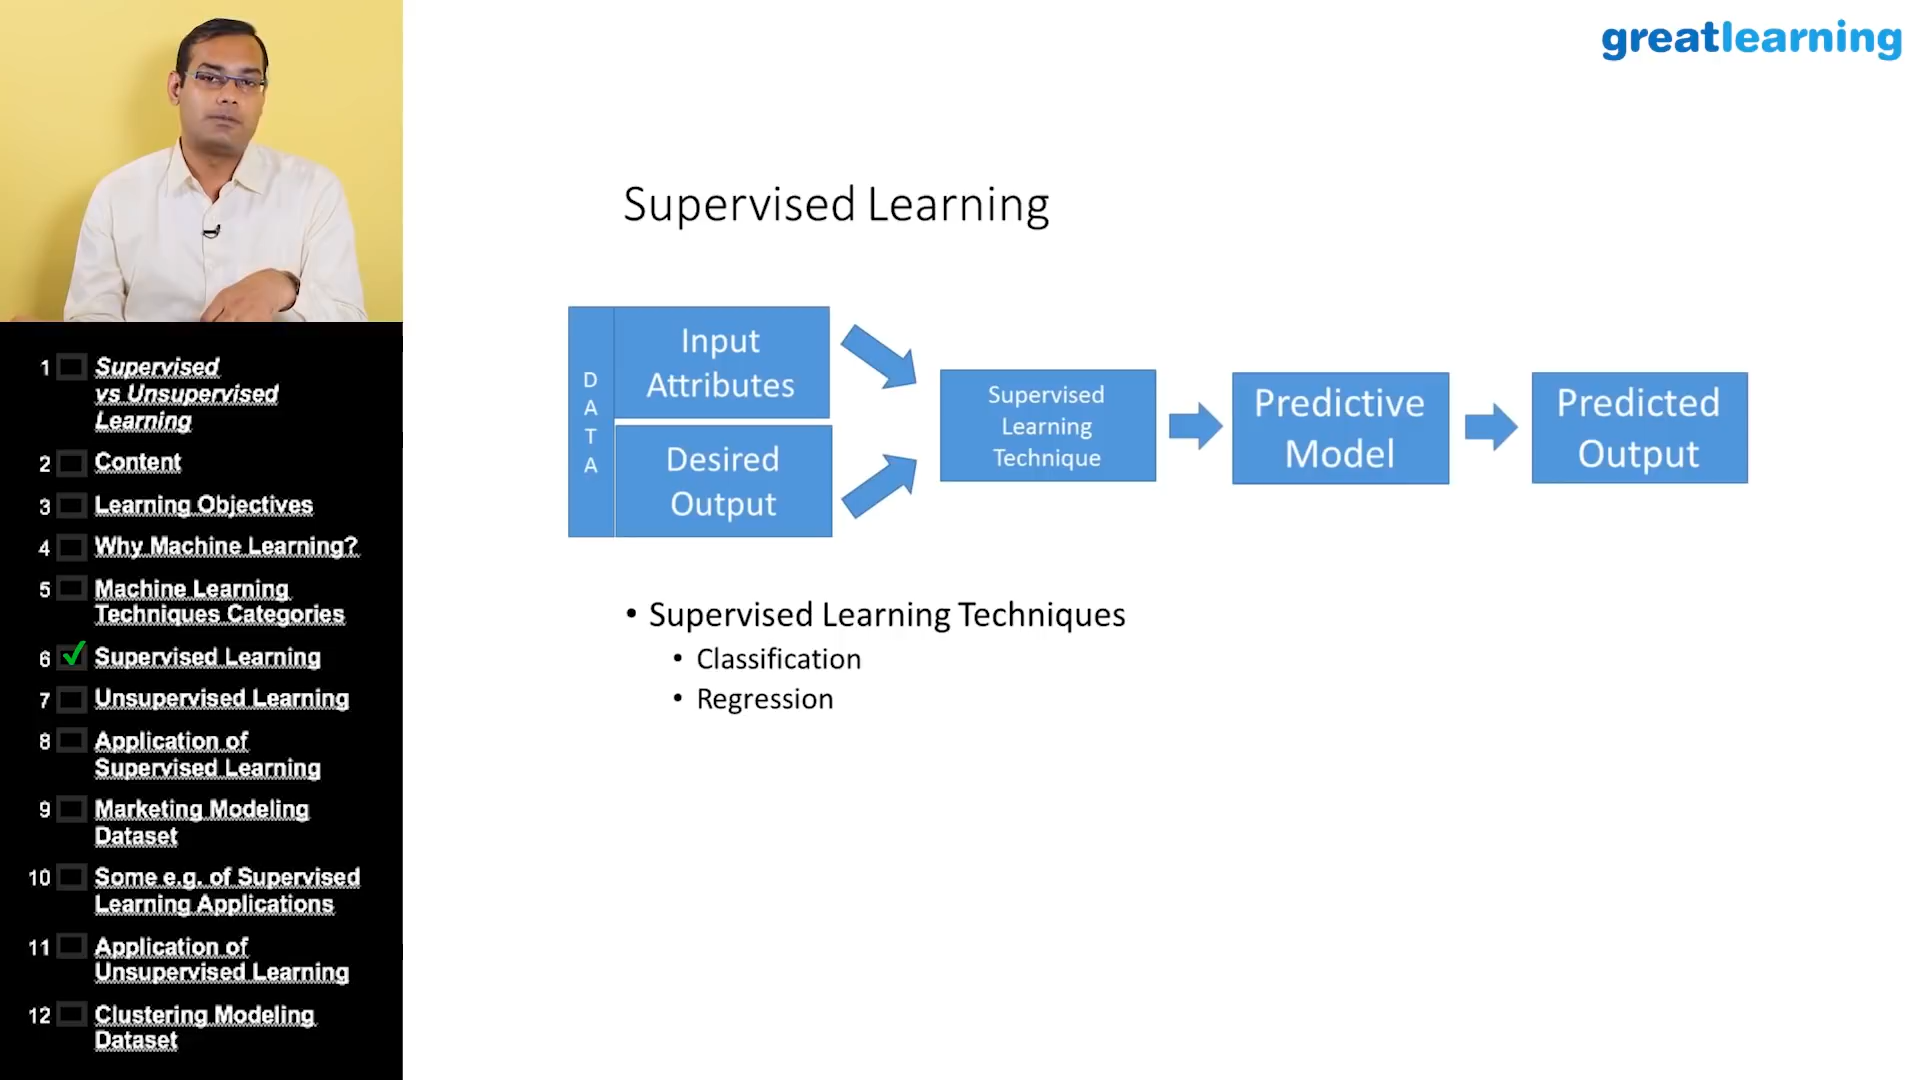 greatlearning
Supervised Learning
D
A
T
A
Input
Attributes
Desired
Output
Supervised
Learning
Technique
Predictive
Model
Predicted
Output
• Supervised Learning Techniques
• Classification
• Regression
1 Supervised
vs Unsupervised
Learning
2 Content
3 Learning Objectives
4 Why Machine Learning?
5 Machine Learning
Techniques Categories
6 Supervised Learning
7 Unsupervised Learning
8 Application of
Supervised Learning
9 Marketing Modeling
Dataset
10 Some e.g. of Supervised
Learning Applications
11 Application of
Unsupervised Learning
12 Clustering Modeling
Dataset